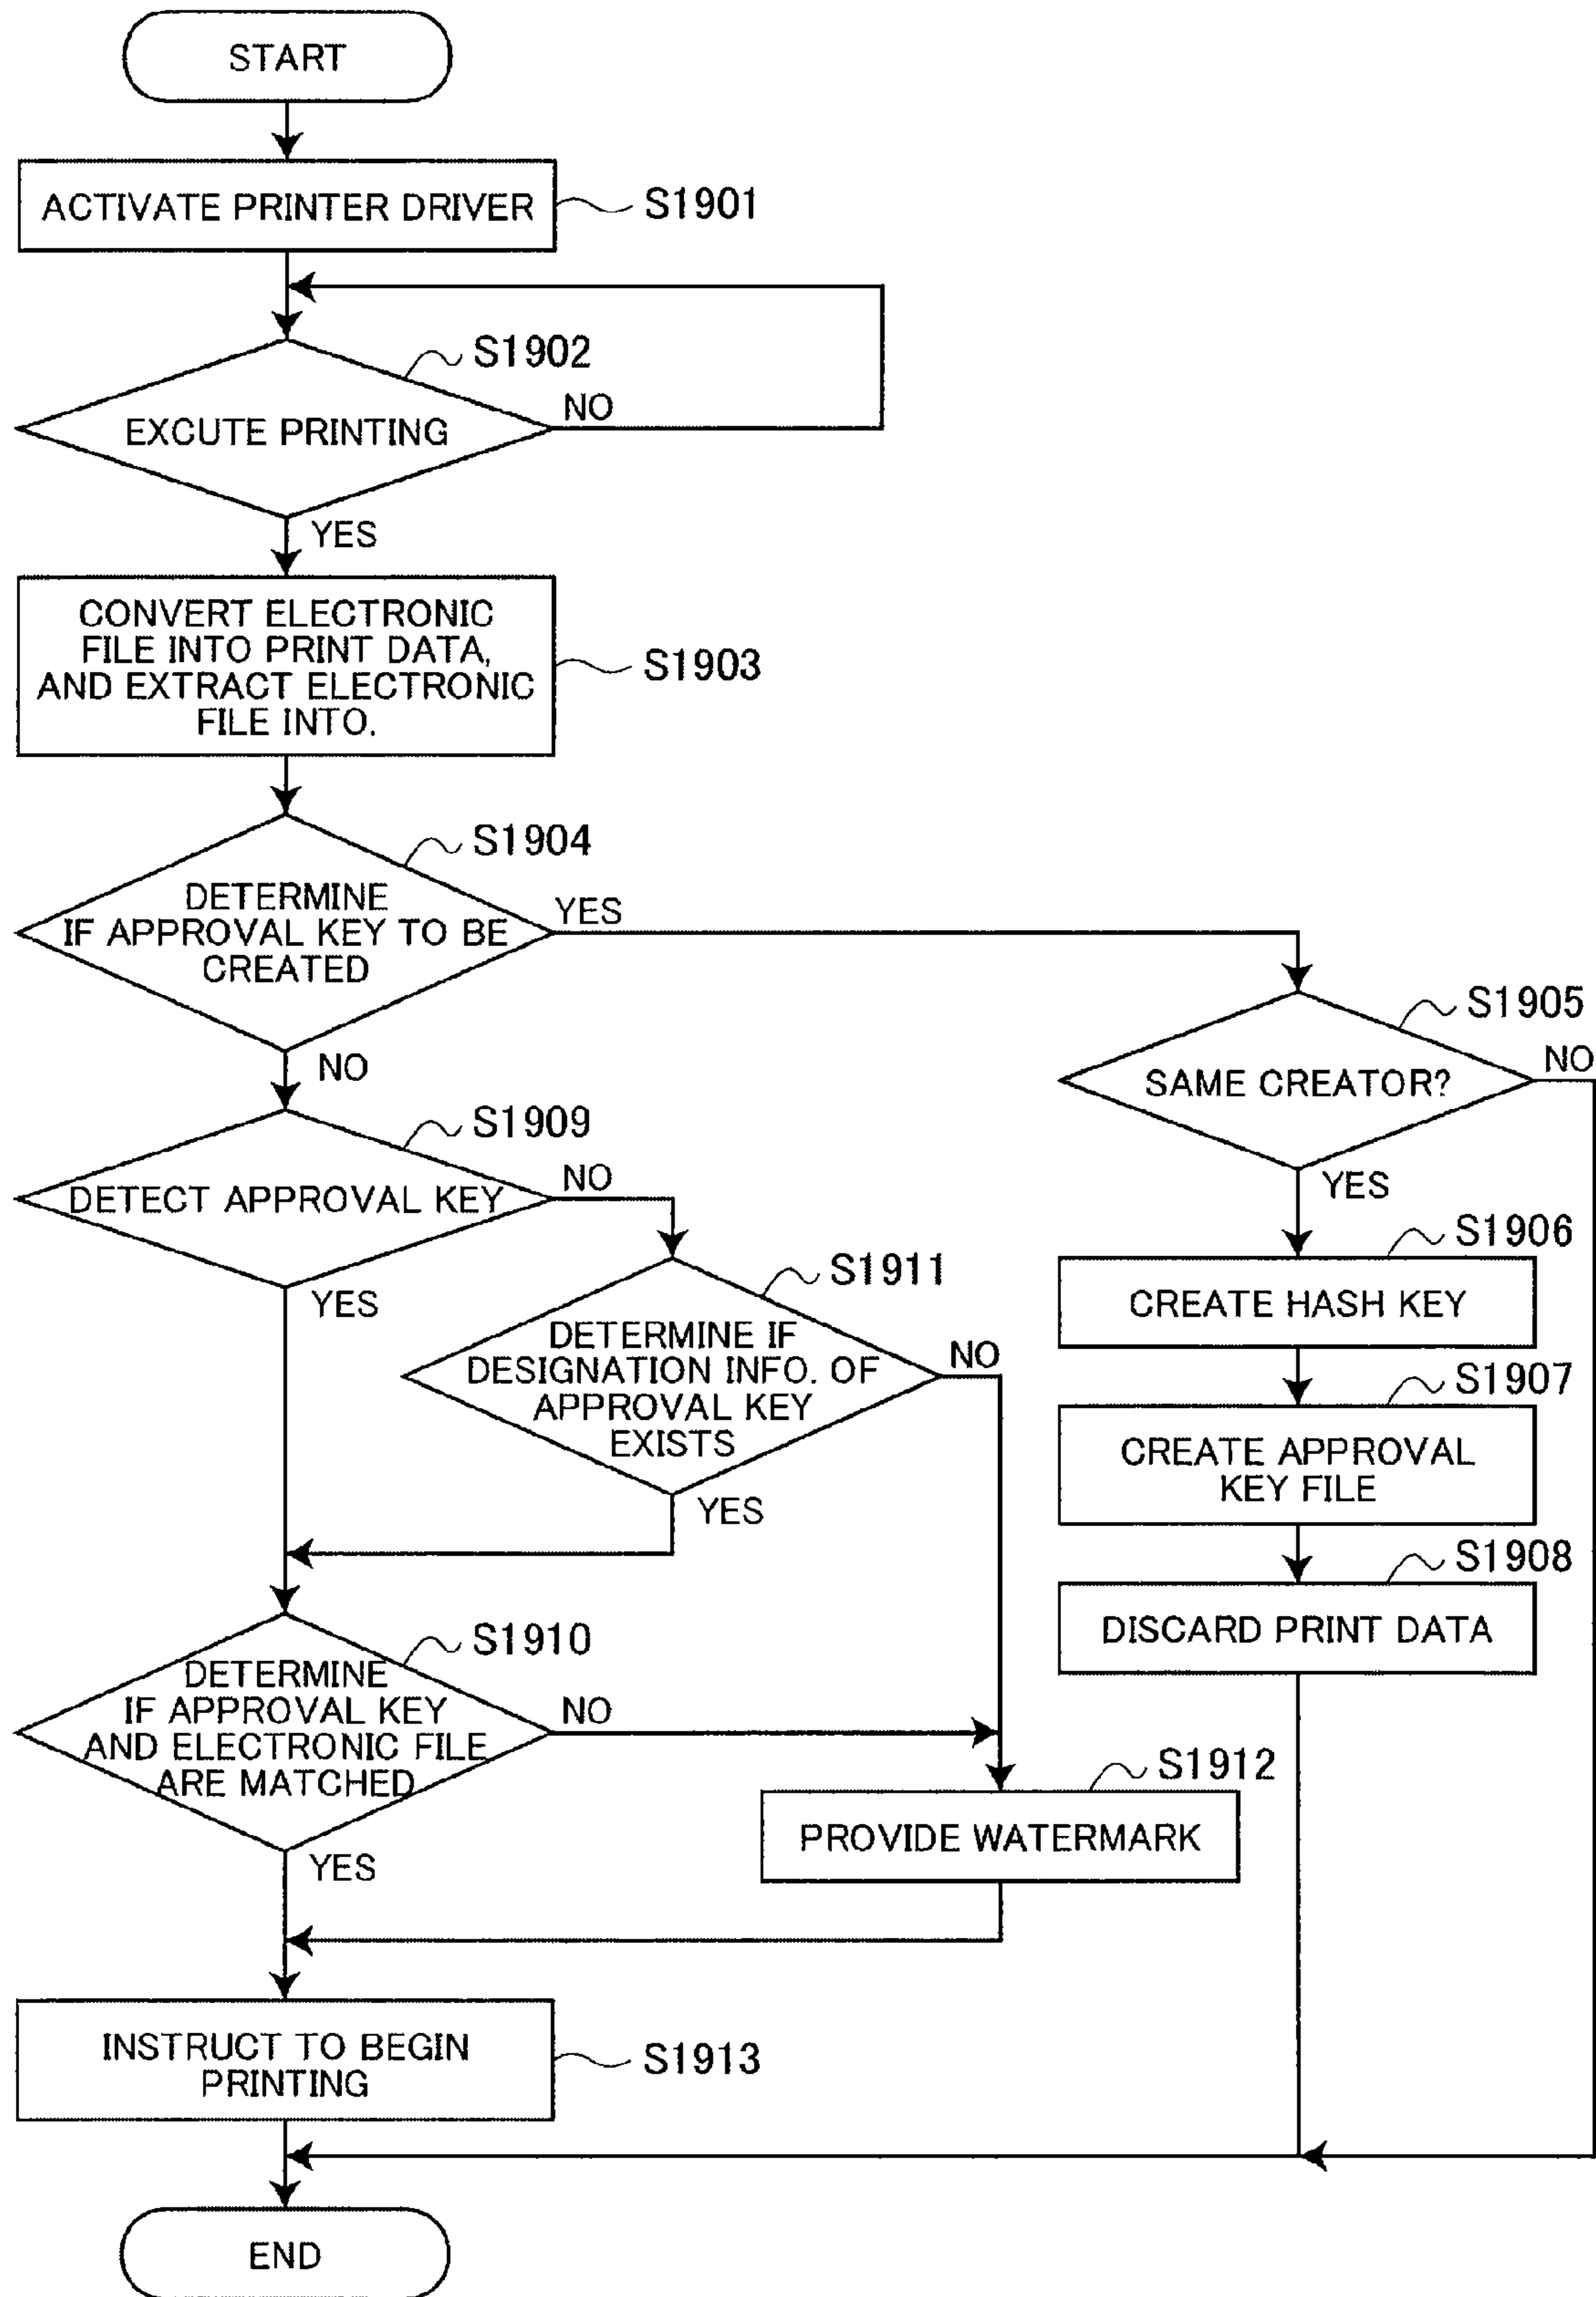 START
ACTIVATE PRINTER DRIVER
S1901
S1902
EXCUTE PRINTING
NO
YES
CONVERT ELECTRONIC
FILE INTO PRINT DATA,
AND EXTRACT ELECTRONIC
FILE INTO.
S1903
S1904
DETERMINE
IF APPROVAL KEY TO BE
CREATED
YES
NO
S1905
SAME CREATOR?
NO
YES
S1909
DETECT APPROVAL KEY
NO
YES
S1906
CREATE HASH KEY
S1911
DETERMINE IF
DESIGNATION INFO. OF
APPROVAL KEY
EXISTS
NO
YES
S1907
CREATE APPROVAL
KEY FILE
S1908
DISCARD PRINT DATA
S1910
DETERMINE
IF APPROVAL KEY
AND ELECTRONIC FILE
ARE MATCHED
NO
YES
S1912
PROVIDE WATERMARK
INSTRUCT TO BEGIN
PRINTING
S1913
END